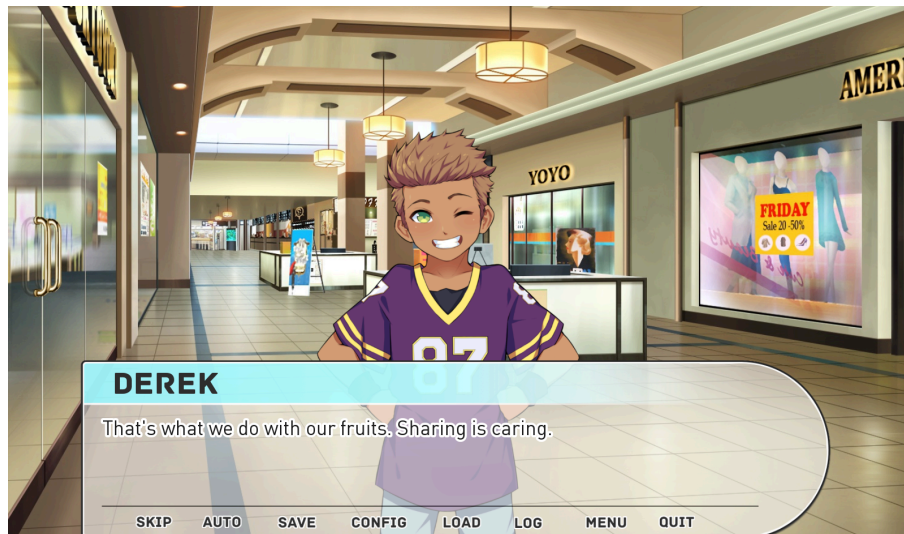 AMER
YOYO
FRIDAY
Sale 20 -50%
87
DEREK
That's what we do with our fruits. Sharing is caring.
SKIP AUTO SAVE CONFIG LOAD LOG MENU QUIT